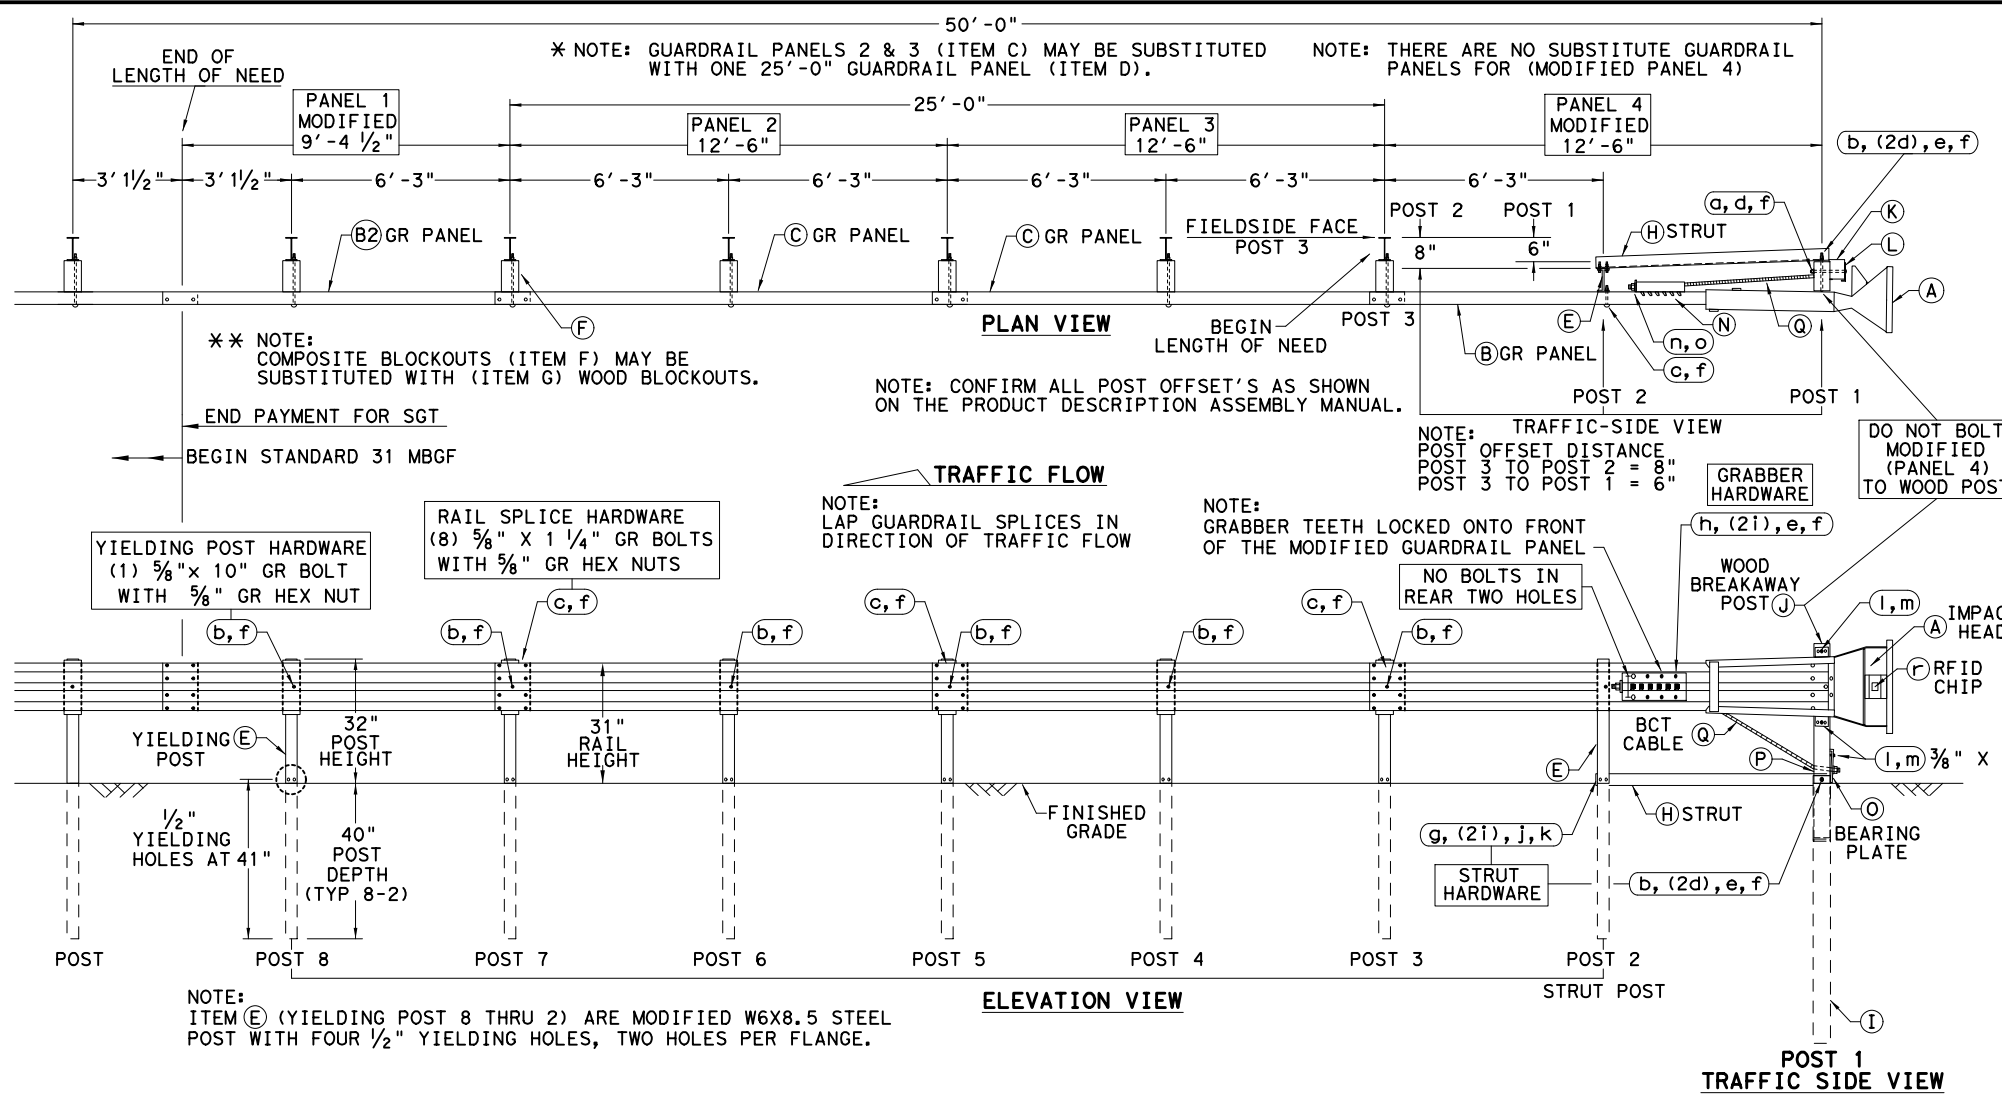 50'-0"
* NOTE: GUARDRAIL PANELS 2 & 3 (ITEM C) MAY BE SUBSTITUTED
WITH ONE 25'-0" GUARDRAIL PANEL (ITEM D).
NOTE: THERE ARE NO SUBSTITUTE GUARDRAIL
PANELS FOR (MODIFIED PANEL 4)
END OF
LENGTH OF NEED
PANEL 1
MODIFIED
9'-4 1/2"
25'-0"
PANEL 2
12'-6"
PANEL 3
12'-6"
PANEL 4
MODIFIED
12'-6"
b, (2d), e, f
3' 1 1/2"
3' 1 1/2"
6'-3"
6'-3"
6'-3"
6'-3"
6'-3"
6'-3"
B2 GR PANEL
C GR PANEL
C GR PANEL
FIELDSIDE FACE
POST 3
POST 2
8"
POST 1
6"
H STRUT
a, d, f
K
L
A
F
PLAN VIEW
BEGIN
LENGTH OF NEED
POST 3
B GR PANEL
E
n, o
c, f
N
Q
POST 2
POST 1
TRAFFIC-SIDE VIEW
** NOTE:
COMPOSITE BLOCKOUTS (ITEM F) MAY BE
SUBSTITUTED WITH (ITEM G) WOOD BLOCKOUTS.
NOTE: CONFIRM ALL POST OFFSET'S AS SHOWN
ON THE PRODUCT DESCRIPTION ASSEMBLY MANUAL.
END PAYMENT FOR SGT
BEGIN STANDARD 31 MBGF
NOTE:
POST OFFSET DISTANCE
POST 3 TO POST 2 = 8"
POST 3 TO POST 1 = 6"
DO NOT BOLT
MODIFIED
(PANEL 4)
TO WOOD POST
TRAFFIC FLOW
NOTE:
LAP GUARDRAIL SPLICES IN
DIRECTION OF TRAFFIC FLOW
NOTE:
GRABBER TEETH LOCKED ONTO FRONT
OF THE MODIFIED GUARDRAIL PANEL
GRABBER
HARDWARE
h, (2i), e, f
YIELDING POST HARDWARE
(1) 5/8"x 10" GR BOLT
WITH 5/8" GR HEX NUT
RAIL SPLICE HARDWARE
(8) 5/8" X 1 1/4" GR BOLTS
WITH 5/8" GR HEX NUTS
NO BOLTS IN
REAR TWO HOLES
WOOD
BREAKAWAY
POST J
l, m
A IMPAC
HEAD
r RFID
CHIP
b, f
c, f
b, f
b, f
c, f
b, f
b, f
c, f
b, f
YIELDING E
POST
32"
POST
HEIGHT
31"
RAIL
HEIGHT
BCT
CABLE
Q
E
P
l, m 3/8" X
1/2"
YIELDING
HOLES AT 41"
40"
POST
DEPTH
(TYP 8-2)
FINISHED
GRADE
g, (2i), j, k
STRUT
HARDWARE
H STRUT
b, (2d), e, f
O
BEARING
PLATE
POST
POST 8
POST 7
POST 6
POST 5
POST 4
POST 3
POST 2
STRUT POST
ELEVATION VIEW
NOTE:
ITEM E (YIELDING POST 8 THRU 2) ARE MODIFIED W6X8.5 STEEL
POST WITH FOUR 1/2" YIELDING HOLES, TWO HOLES PER FLANGE.
I
POST 1
TRAFFIC SIDE VIEW